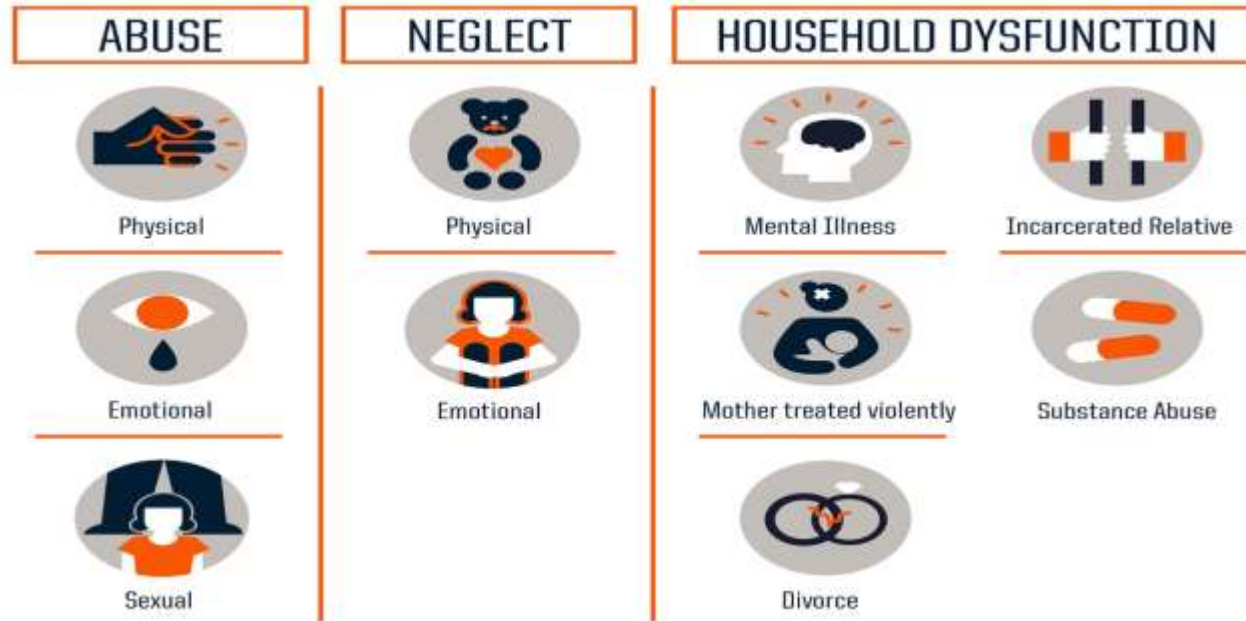 ABUSE
NEGLECT
HOUSEHOLD DYSFUNCTION
Physical
Emotional
Sexual
Physical
Emotional
Mental Illness
Incarcerated Relative
Mother treated violently
Substance Abuse
Divorce